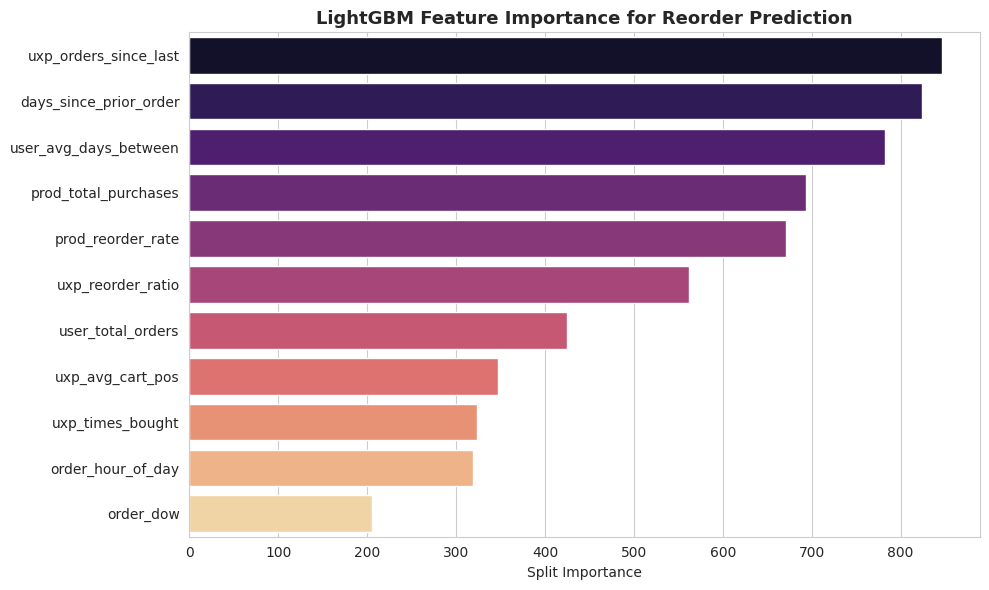 LightGBM Feature Importance for Reorder Prediction
uxp_orders_since_last
days_since_prior_order
user_avg_days_between
prod_total_purchases
prod_reorder_rate
uxp_reorder_ratio
user_total_orders
uxp_avg_cart_pos
uxp_times_bought
order_hour_of_day
order_dow
0 100 200 300 400 500 600 700 800
Split Importance